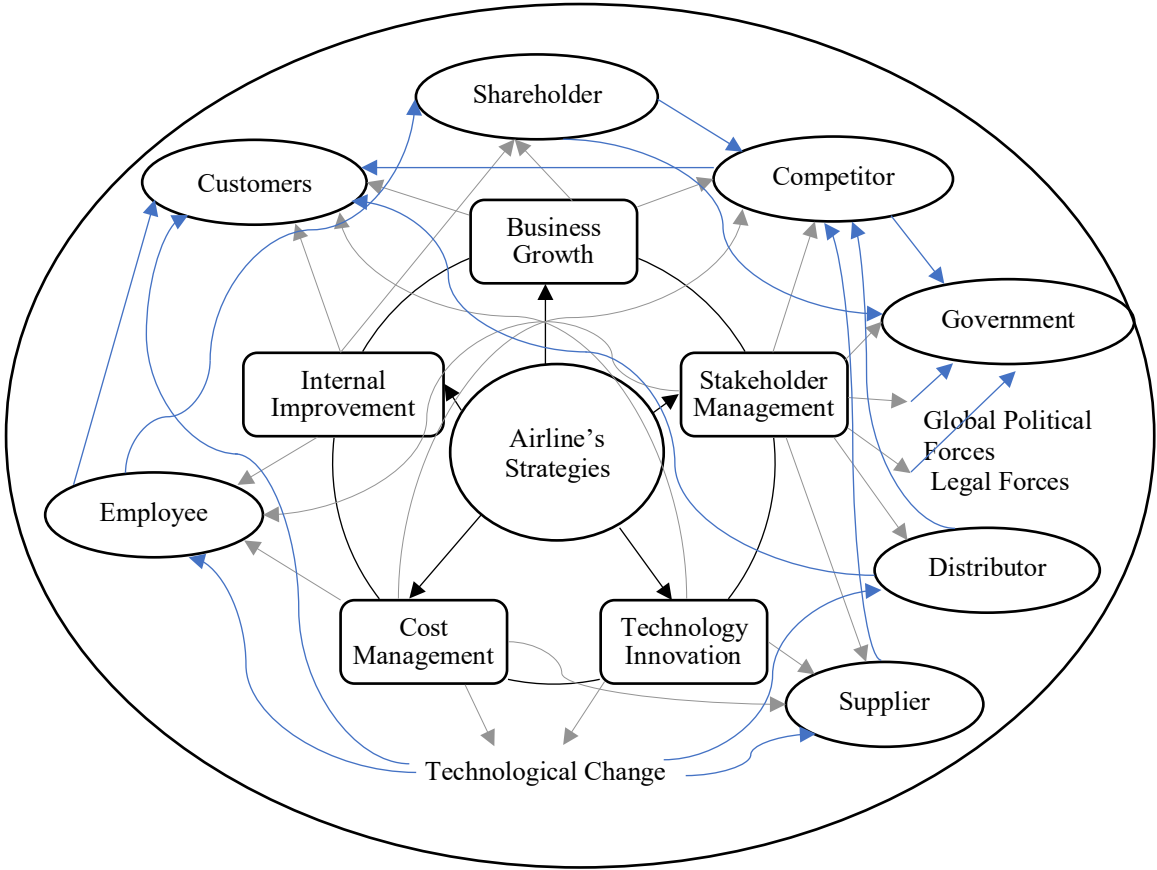 Shareholder
Customers
Competitor
Business
Growth
Government
Internal
Improvement
Stakeholder
Management
Global Political
Forces
Legal Forces
Airline’s
Strategies
Employee
Distributor
Cost
Management
Technology
Innovation
Supplier
Technological Change